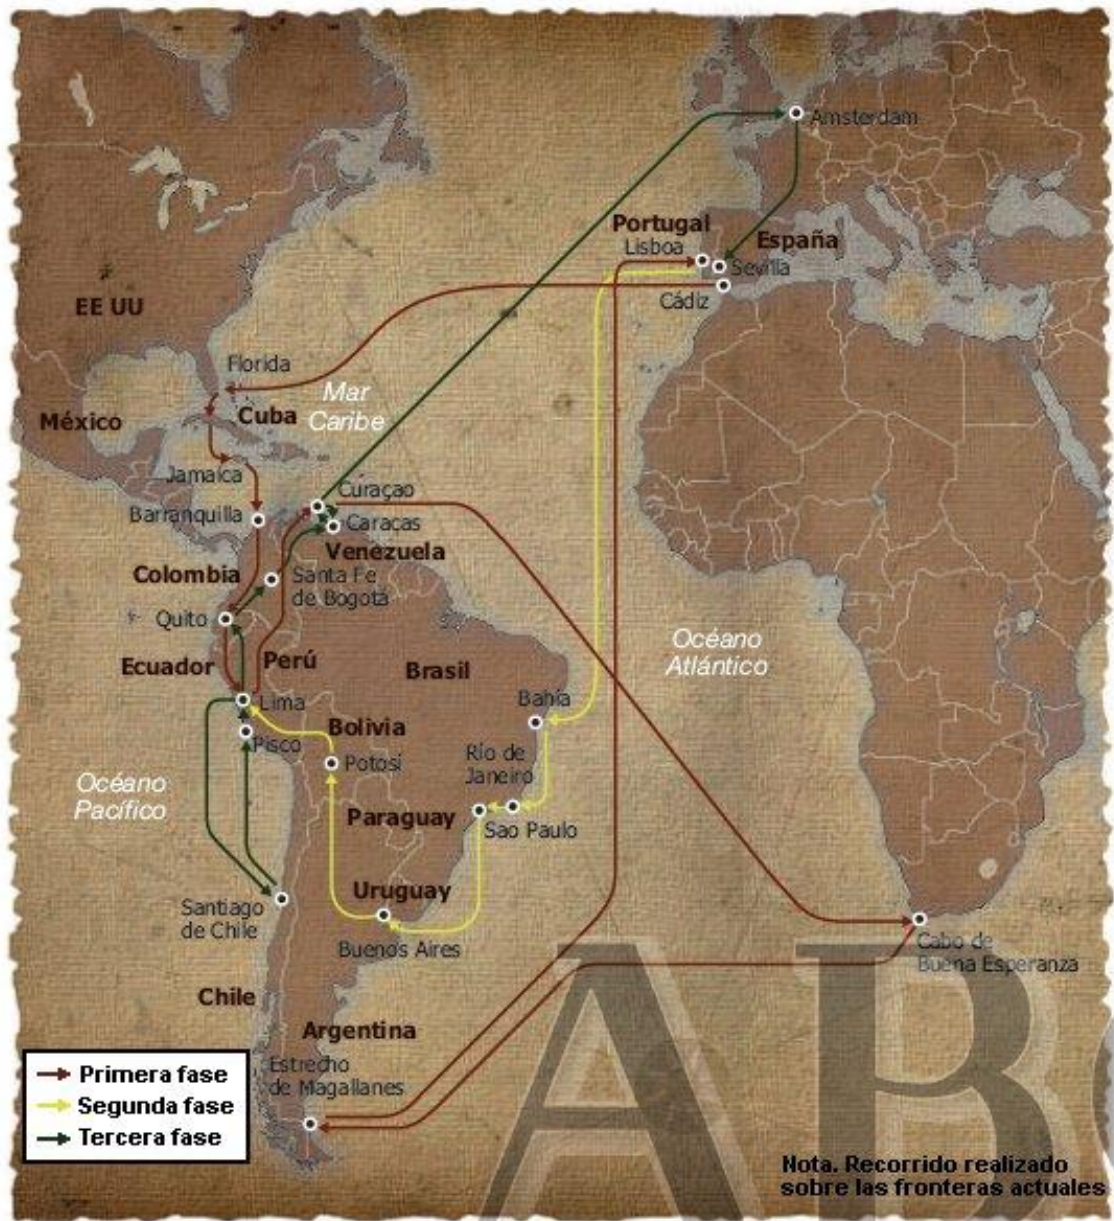 Amsterdam
Portugal
Lisboa
España
Sevilla
Cádiz
EE UU
Florida
Mar
Caribe
México
Cuba
Jamaica
Curaçao
Barranquilla
Caracas
Venezuela
Colombia
Santa Fe
de Bogotá
Quito
Océano
Atlántico
Ecuador
Perú
Brasil
Lima
Bahía
Bolivia
Pisco
Potosí
Río de
Janeiro
Océano
Pacífico
Paraguay
Sao Paulo
Uruguay
Santiago
de Chile
Buenos Aires
Cabo de
Buena Esperanza
Chile
Argentina
Estrecho
de Magallanes
Primera fase
Segunda fase
Tercera fase
AB
Nota. Recorrido realizado
sobre las fronteras actuales